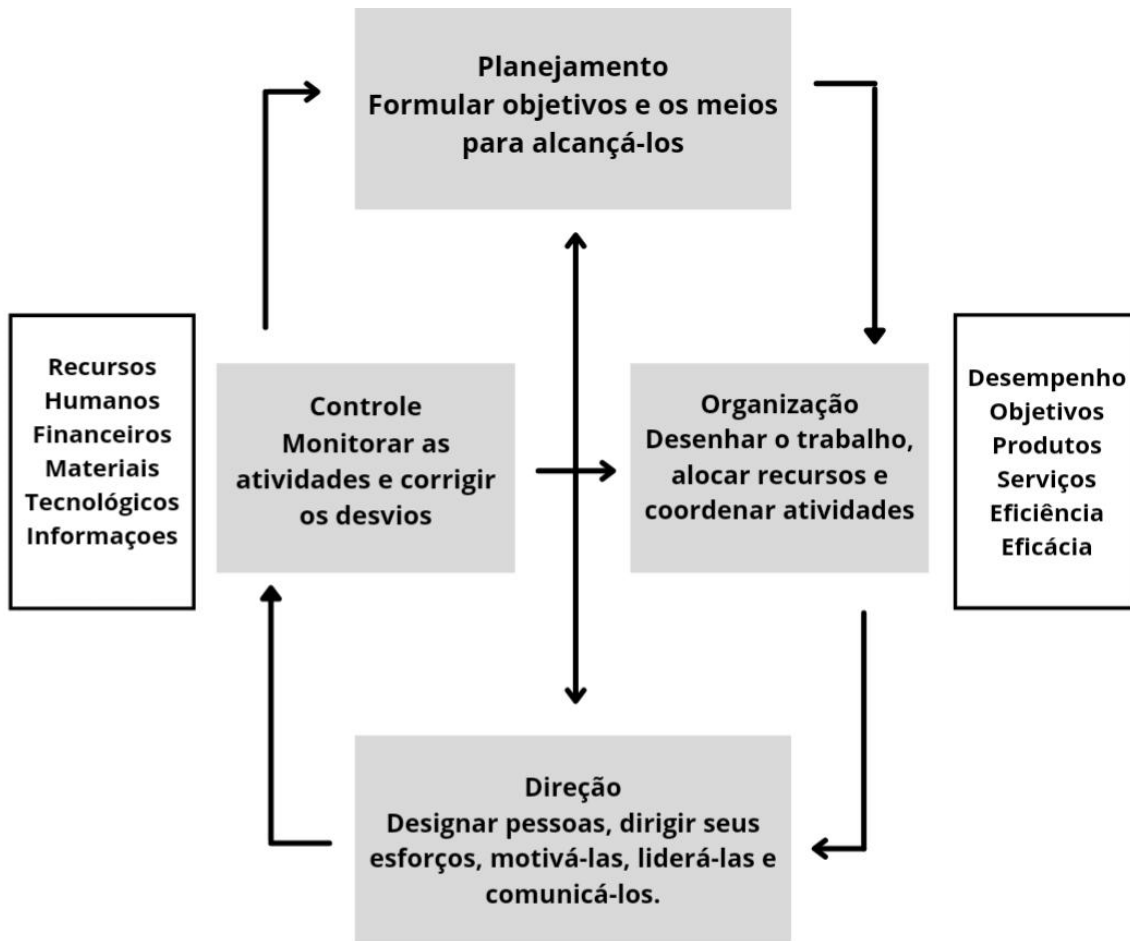 Planejamento
Formular objetivos e os meios
para alcançá-los
Recursos
Humanos
Financeiros
Materiais
Tecnológicos
Informaçoes
Controle
Monitorar as
atividades e corrigir
os desvios
Organização
Desenhar o trabalho,
alocar recursos e
coordenar atividades
Desempenho
Objetivos
Produtos
Serviços
Eficiência
Eficácia
Direção
Designar pessoas, dirigir seus
esforços, motivá-las, liderá-las e
comunicá-los.